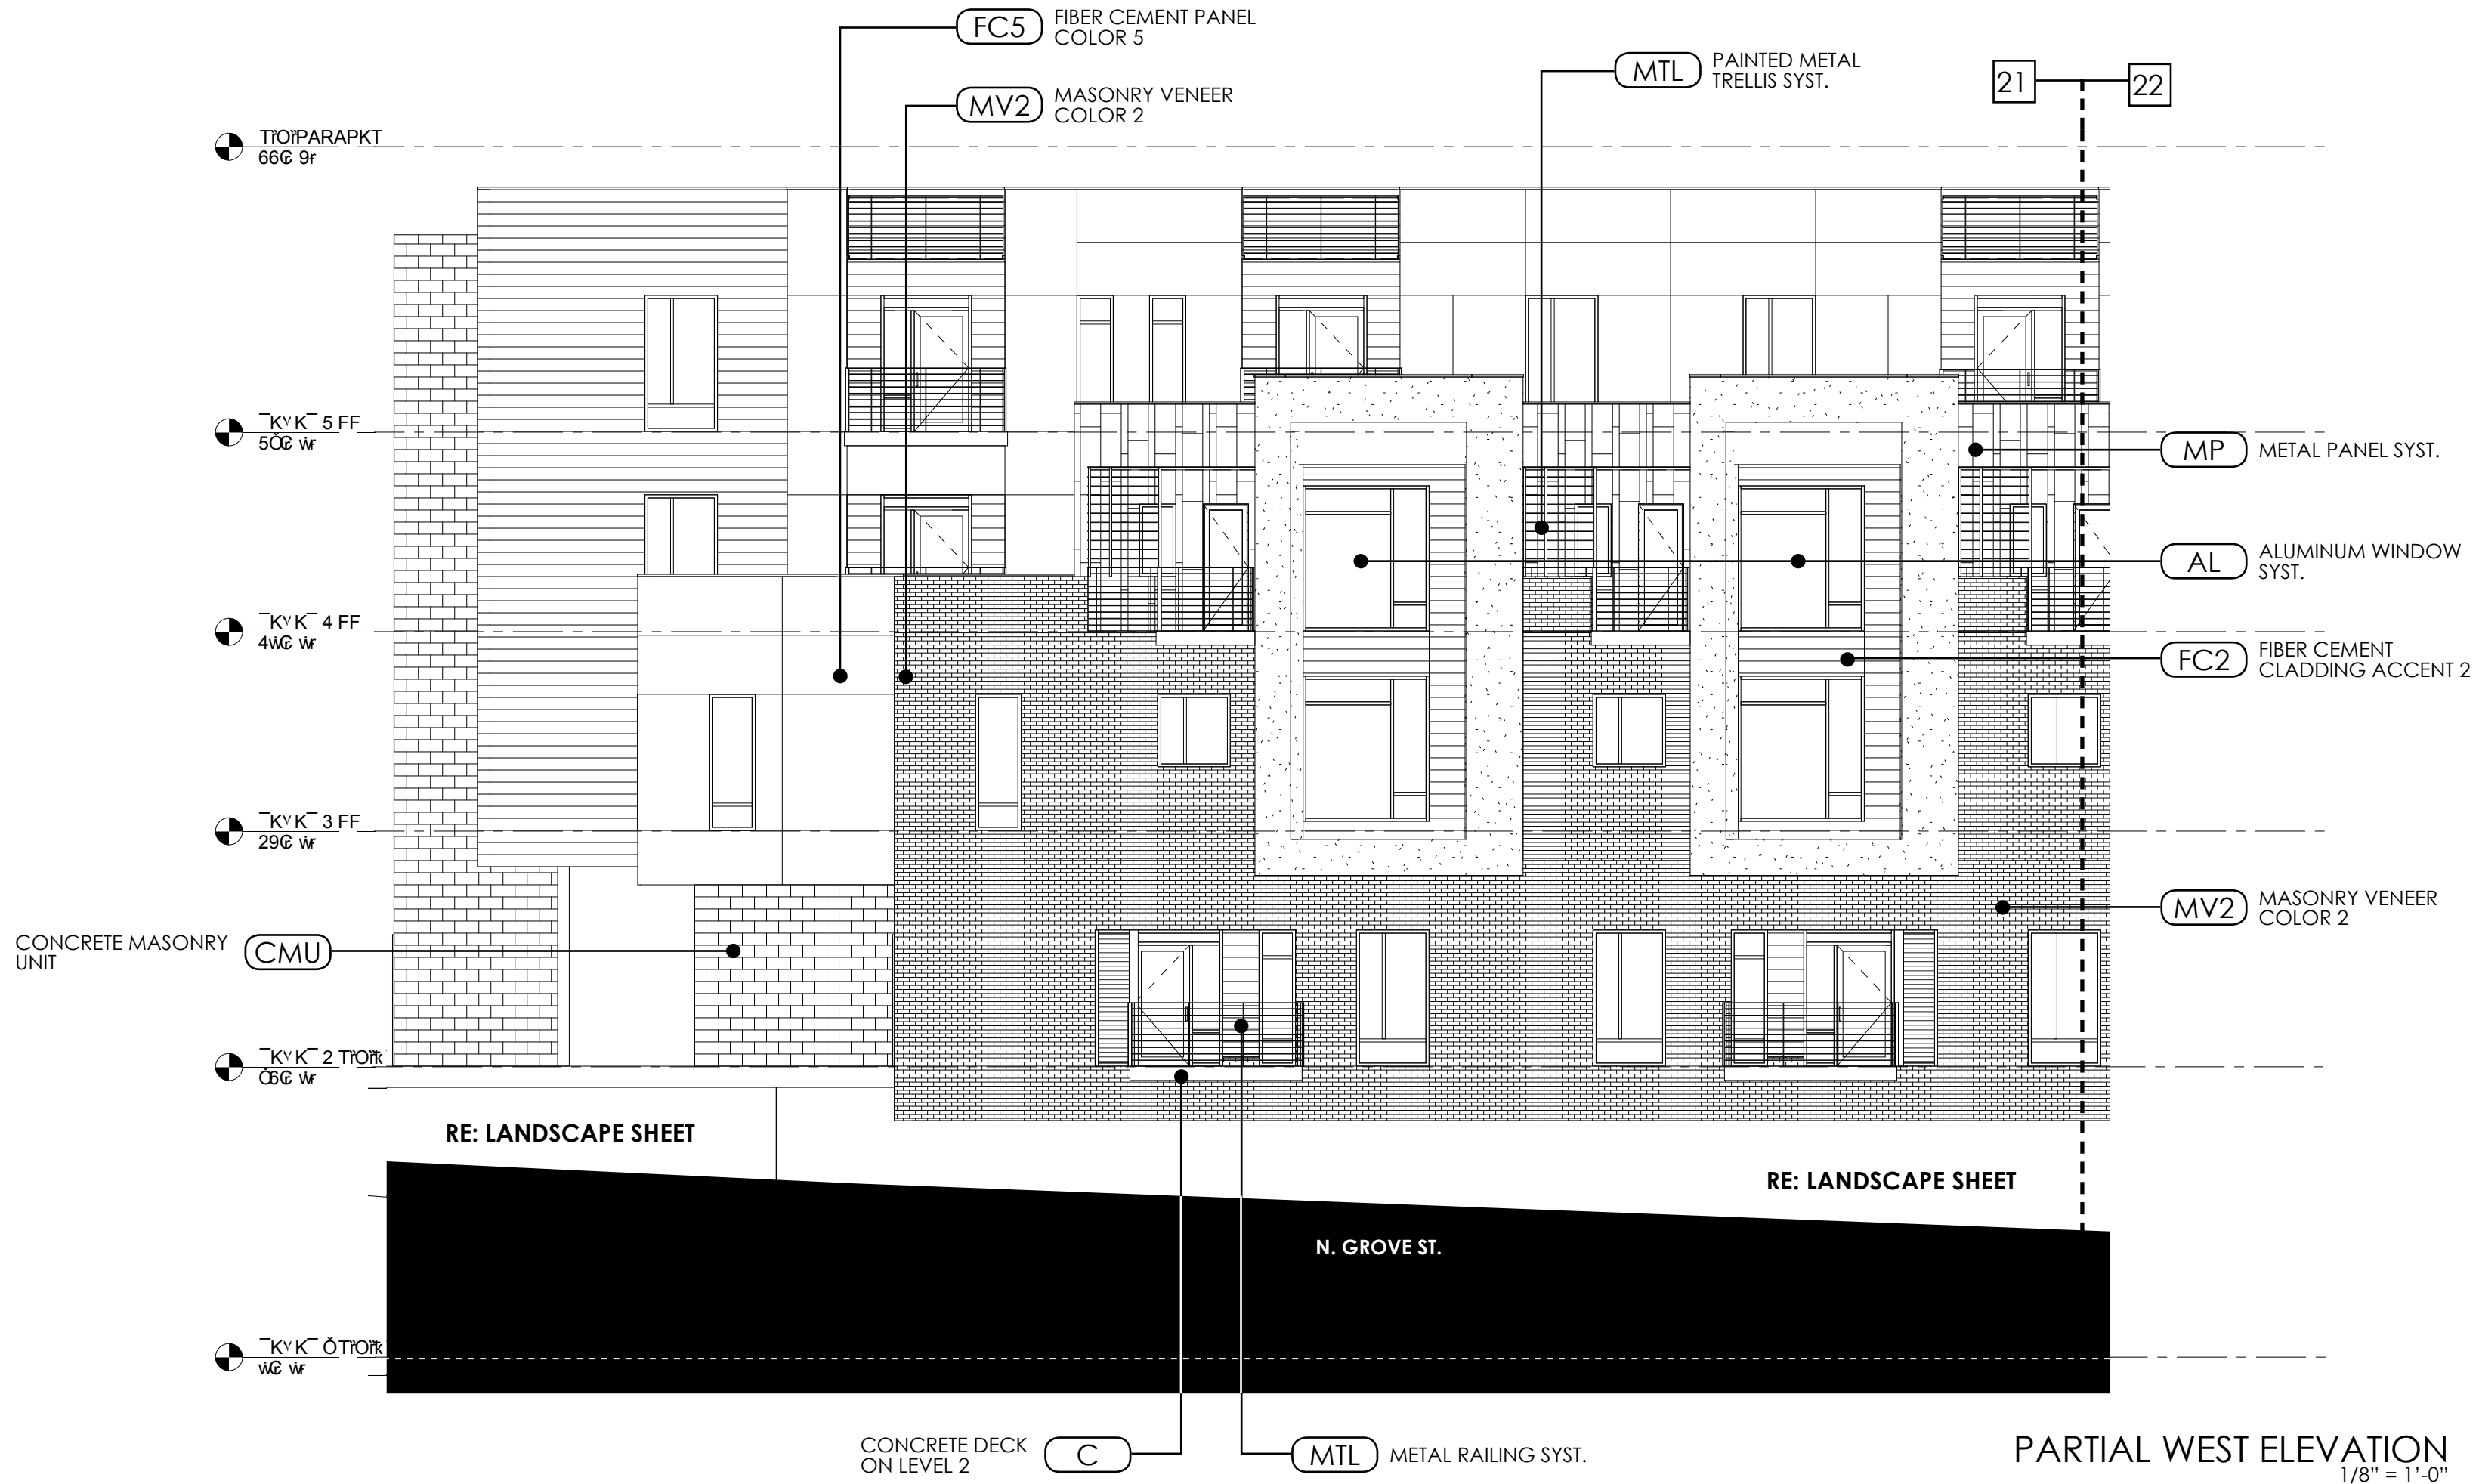 FC5 FIBER CEMENT PANEL
COLOR 5
MTL PAINTED METAL
TRELLIS SYST.
21 22
MV2 MASONRY VENEER
COLOR 2
PARAPKT
5 FF
MP METAL PANEL SYST.
AL ALUMINUM WINDOW
SYST.
4 FF
FC2 FIBER CEMENT
CLADDING ACCENT 2
3 FF
MV2 MASONRY VENEER
COLOR 2
CONCRETE MASONRY
UNIT CMU
2
RE: LANDSCAPE SHEET
RE: LANDSCAPE SHEET
N. GROVE ST.
CONCRETE DECK
ON LEVEL 2 C
MTL METAL RAILING SYST.
PARTIAL WEST ELEVATION
1/8" = 1'-0"